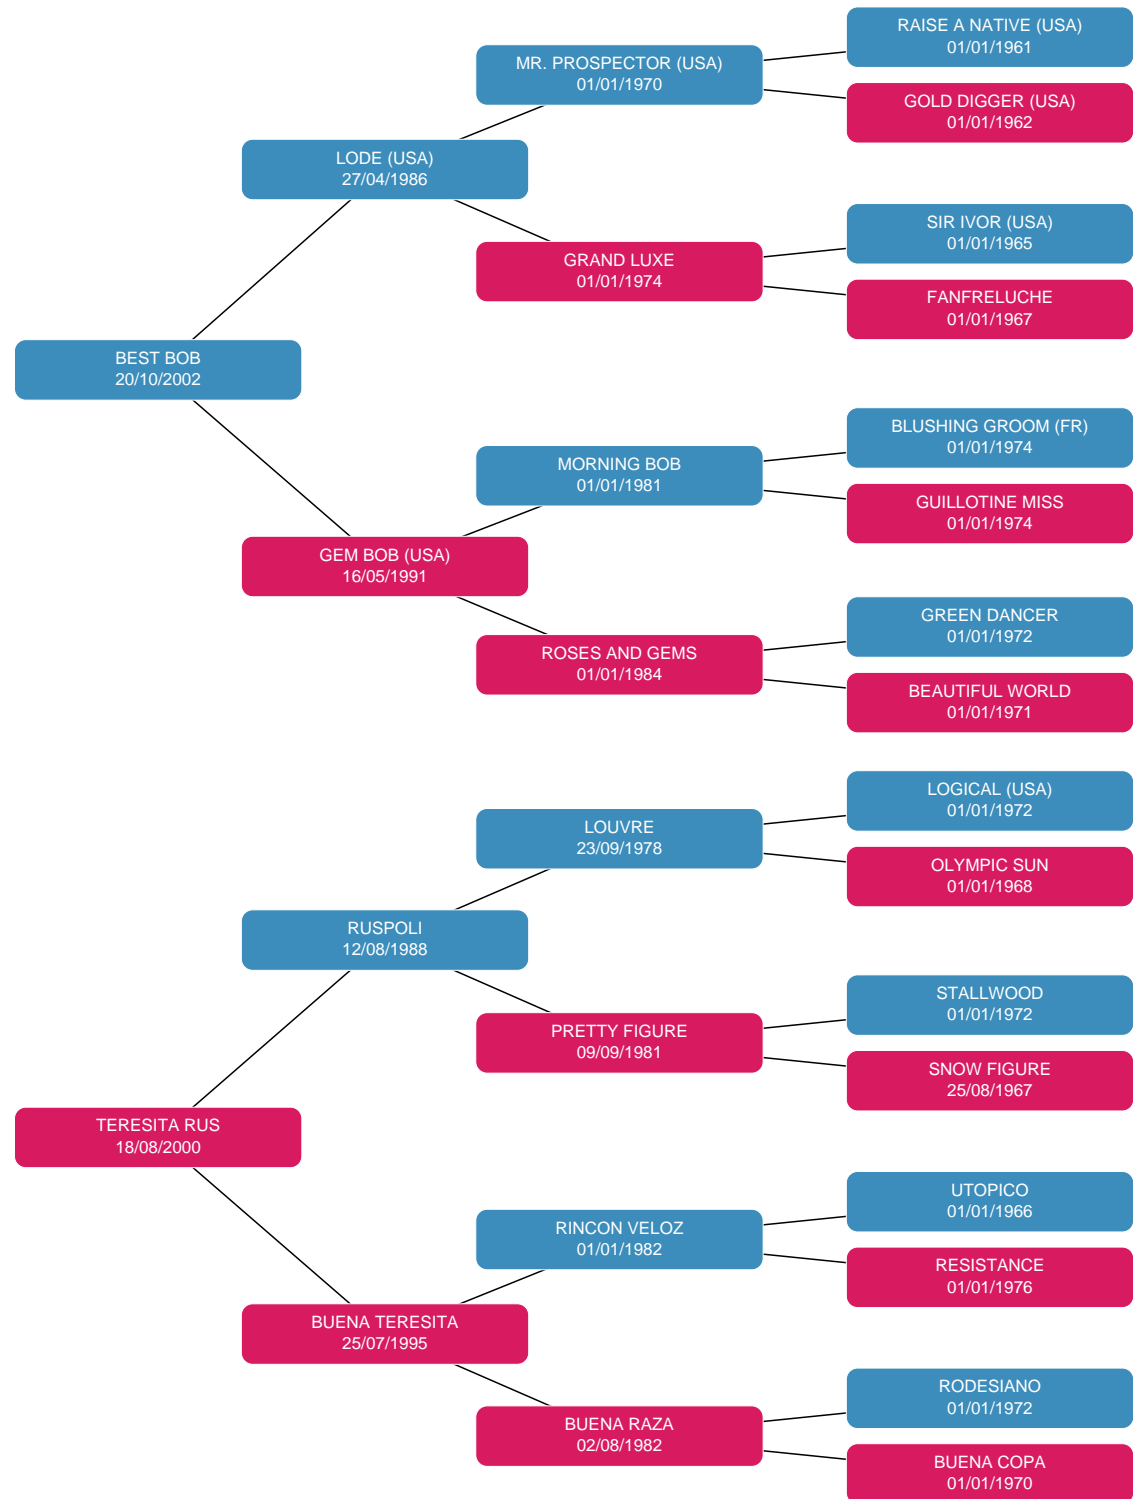 RAISE A NATIVE (USA)
01/01/1961
MR. PROSPECTOR (USA)
01/01/1970
GOLD DIGGER (USA)
01/01/1962
LODE (USA)
27/04/1986
SIR IVOR (USA)
01/01/1965
GRAND LUXE
01/01/1974
FANFRELUCHE
01/01/1967
BEST BOB
20/10/2002
BLUSHING GROOM (FR)
01/01/1974
MORNING BOB
01/01/1981
GUILLOTINE MISS
01/01/1974
GEM BOB (USA)
16/05/1991
GREEN DANCER
01/01/1972
ROSES AND GEMS
01/01/1984
BEAUTIFUL WORLD
01/01/1971
LOGICAL (USA)
01/01/1972
LOUVRE
23/09/1978
OLYMPIC SUN
01/01/1968
RUSPOLI
12/08/1988
STALLWOOD
01/01/1972
PRETTY FIGURE
09/09/1981
SNOW FIGURE
25/08/1967
TERESITA RUS
18/08/2000
UTOPICO
01/01/1966
RINCON VELOZ
01/01/1982
RESISTANCE
01/01/1976
BUENA TERESITA
25/07/1995
RODESIANO
01/01/1972
BUENA RAZA
02/08/1982
BUENA COPA
01/01/1970